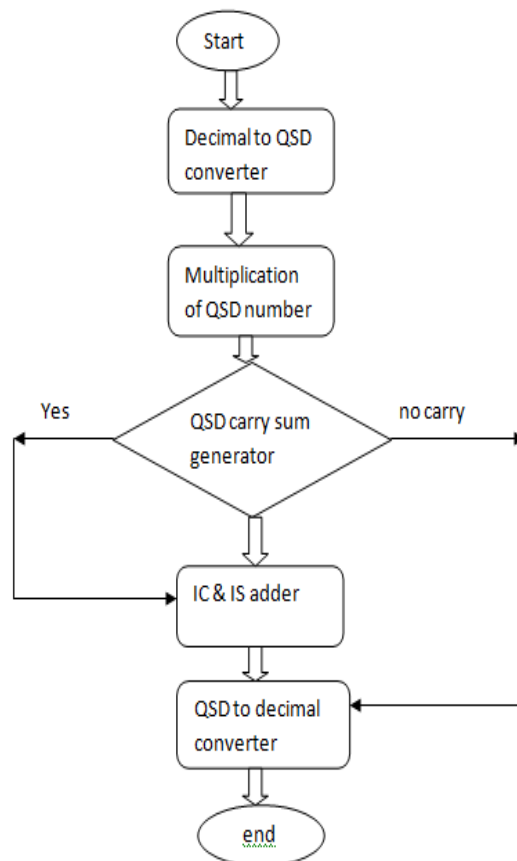 Start
Decimal to QSD
converter
Multiplication
of QSD number
Yes
QSD carry sum
generator
no carry
IC & IS adder
QSD to decimal
converter
end